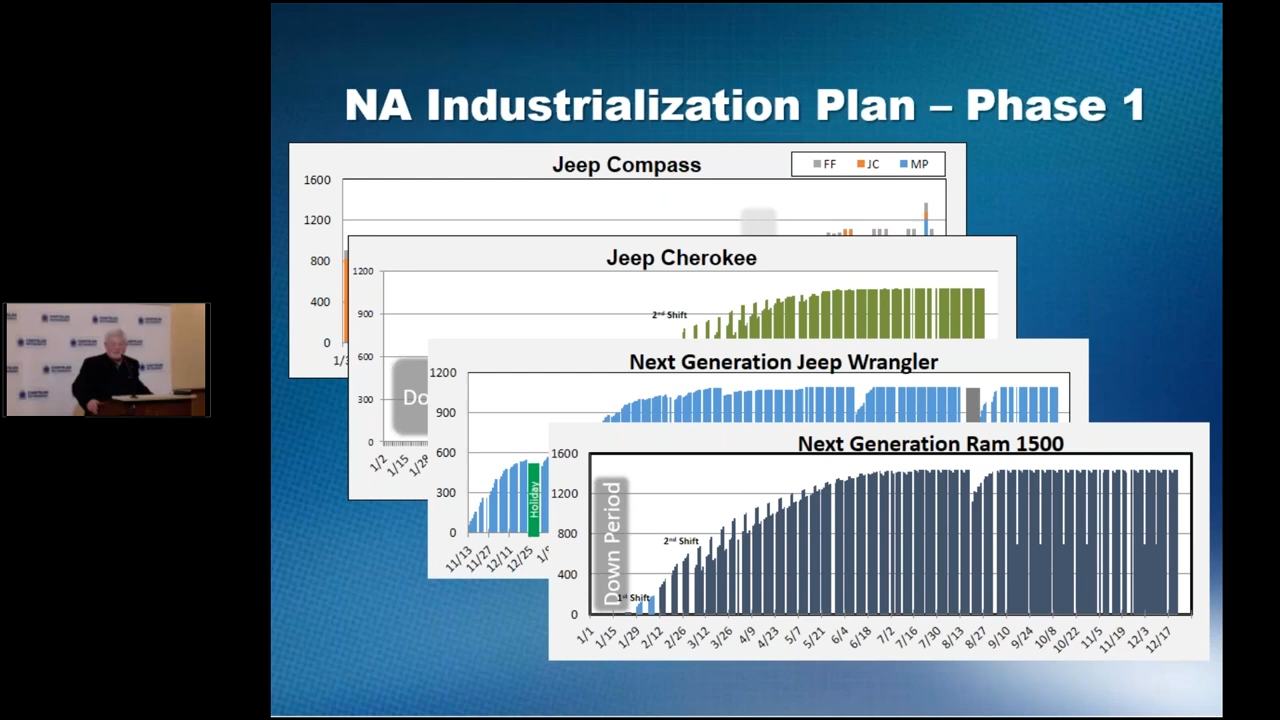 NA Industrialization Plan – Phase 1
Jeep Compass
FF JC MP
1600
1200
800
400
0
Jeep Cherokee
1200
900
600
300
0
2nd Shift
1/2 1/15 1/28
Next Generation Jeep Wrangler
1200
900
600
300
0
Holiday
11/13 11/27 12/11 12/25
Next Generation Ram 1500
1600
1200
800
400
0
Down Period
1st Shift
2nd Shift
1/1 1/15 1/29 2/12 2/26 3/12 3/26 4/9 4/23 5/7 5/21 6/4 6/18 7/2 7/16 7/30 8/13 8/27 9/10 9/24 10/8 10/22 11/5 11/19 12/3 12/17